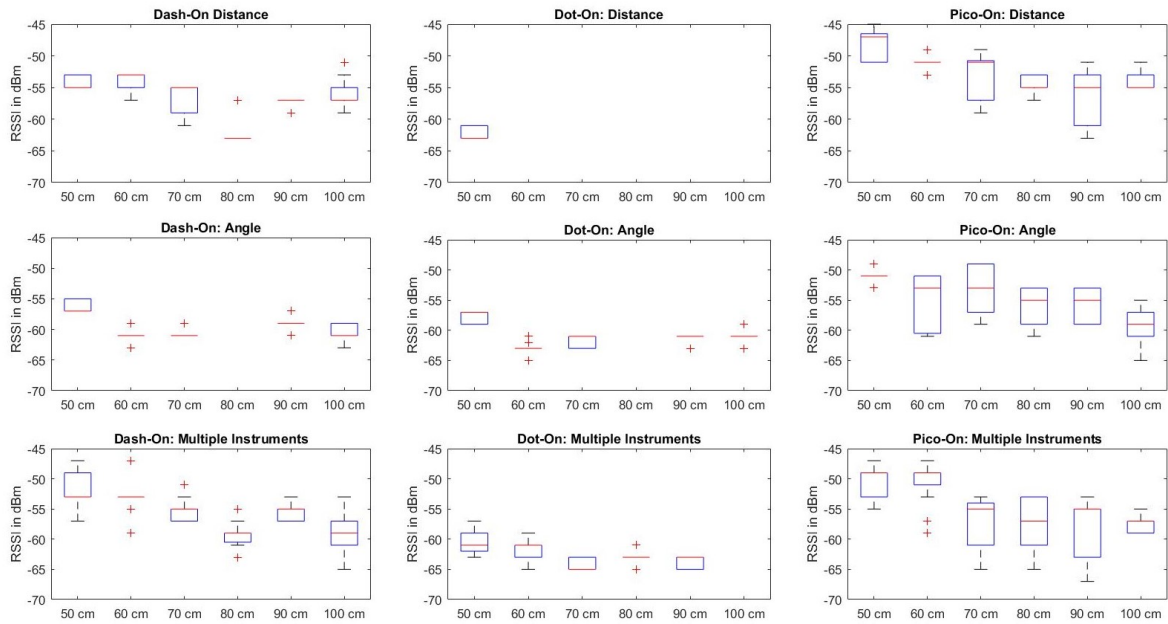 Dash-On Distance
RSSI in dBm
-45
-50
-55
-60
-65
-70
50 cm 60 cm 70 cm 80 cm 90 cm 100 cm
Dot-On: Distance
RSSI in dBm
-45
-50
-55
-60
-65
-70
50 cm 60 cm 70 cm 80 cm 90 cm 100 cm
Pico-On: Distance
RSSI in dBm
-45
-50
-55
-60
-65
-70
50 cm 60 cm 70 cm 80 cm 90 cm 100 cm
Dash-On: Angle
RSSI in dBm
-45
-50
-55
-60
-65
-70
50 cm 60 cm 70 cm 80 cm 90 cm 100 cm
Dot-On: Angle
RSSI in dBm
-45
-50
-55
-60
-65
-70
50 cm 60 cm 70 cm 80 cm 90 cm 100 cm
Pico-On: Angle
RSSI in dBm
-45
-50
-55
-60
-65
-70
50 cm 60 cm 70 cm 80 cm 90 cm 100 cm
Dash-On: Multiple Instruments
RSSI in dBm
-45
-50
-55
-60
-65
-70
50 cm 60 cm 70 cm 80 cm 90 cm 100 cm
Dot-On: Multiple Instruments
RSSI in dBm
-45
-50
-55
-60
-65
-70
50 cm 60 cm 70 cm 80 cm 90 cm 100 cm
Pico-On: Multiple Instruments
RSSI in dBm
-45
-50
-55
-60
-65
-70
50 cm 60 cm 70 cm 80 cm 90 cm 100 cm